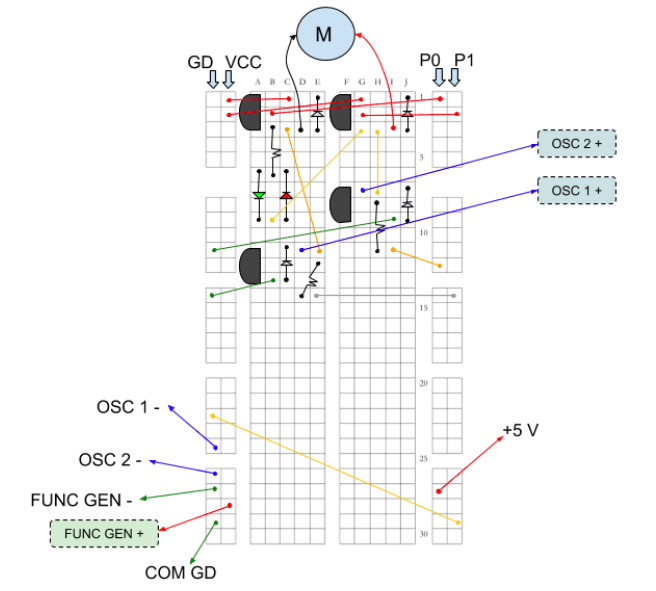 M
GD VCC
P0 P1
A B C D E F G H I J
1
5
OSC 2 +
OSC 1 +
10
15
20
OSC 1 -
+5 V
25
OSC 2 -
FUNC GEN -
FUNC GEN +
30
COM GD